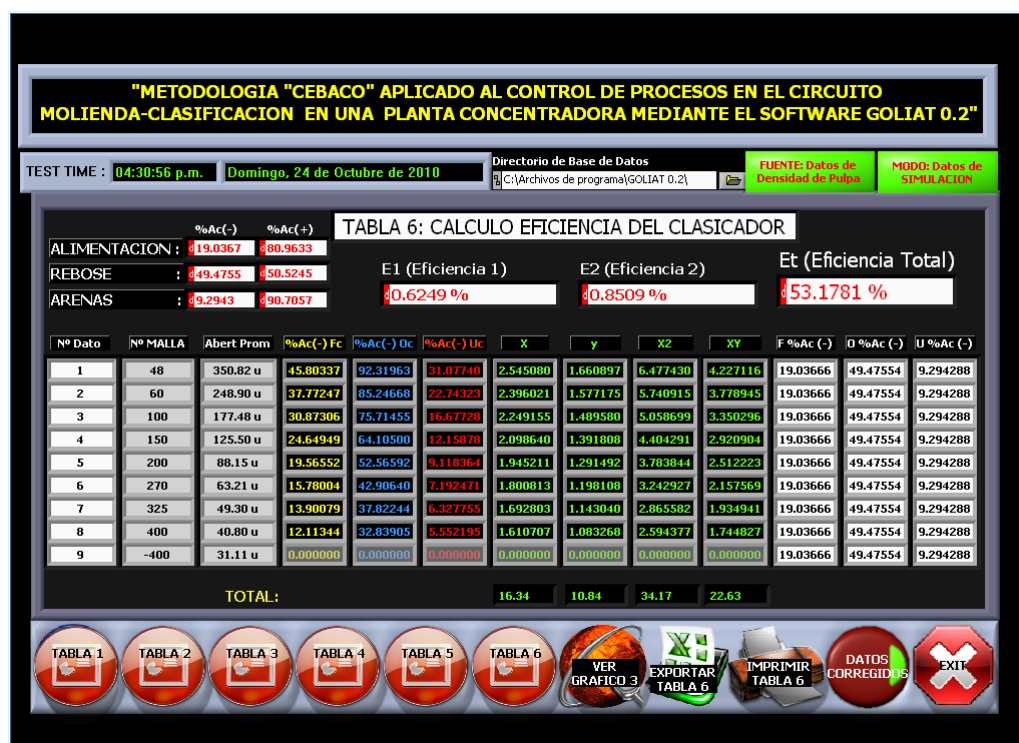 "METODOLOGIA "CEBACO" APLICADO AL CONTROL DE PROCESOS EN EL CIRCUITO
MOLIENDA-CLASIFICACION EN UNA PLANTA CONCENTRADORA MEDIANTE EL SOFTWARE GOLIAT 0.2"
TEST TIME : 04:30:56 p.m. Domingo, 24 de Octubre de 2010
Directorio de Base de Datos
C:\Archivos de programa\GOLIAT 0.2\
FUENTE: Datos de
Densidad de Pulpa
MODO: Datos de
SIMULACION
TABLA 6: CALCULO EFICIENCIA DEL CLASICADOR
%Ac(-) %Ac(+)
ALIMENTACION : 19.0367 80.9633
REBOSE : 49.4755 50.5245
ARENAS : 9.2943 90.7057
E1 (Eficiencia 1)
0.6249 %
E2 (Eficiencia 2)
0.8509 %
Et (Eficiencia Total)
53.1781 %
Nº Dato Nº MALLA Abert Prom %Ac(-) Fc %Ac(-) Oc %Ac(-) Uc X y X2 XY F %Ac (-) O %Ac (-) U %Ac (-)
1 48 350.82 u 45.80337 92.31963 31.07740 2.545080 1.660897 6.477430 4.227116 19.03666 49.47554 9.294288
2 60 248.90 u 37.77247 85.24668 22.74323 2.396021 1.577175 5.740915 3.778945 19.03666 49.47554 9.294288
3 100 177.48 u 30.87306 75.71455 16.67728 2.249155 1.489580 5.058699 3.350296 19.03666 49.47554 9.294288
4 150 125.50 u 24.64949 64.10500 12.15878 2.098640 1.391808 4.404291 2.920904 19.03666 49.47554 9.294288
5 200 88.15 u 19.56552 52.56592 9.118364 1.945211 1.291492 3.783844 2.512223 19.03666 49.47554 9.294288
6 270 63.21 u 15.78004 42.90640 7.192471 1.800813 1.198108 3.242927 2.157569 19.03666 49.47554 9.294288
7 325 49.30 u 13.90079 37.82244 6.327755 1.692803 1.143040 2.865582 1.934941 19.03666 49.47554 9.294288
8 400 40.80 u 12.11344 32.83905 5.552195 1.610707 1.083268 2.594377 1.744827 19.03666 49.47554 9.294288
9 -400 31.11 u 0.000000 0.000000 0.000000 0.000000 0.000000 0.000000 0.000000 19.03666 49.47554 9.294288
TOTAL: 16.34 10.84 34.17 22.63
TABLA 1
TABLA 2
TABLA 3
TABLA 4
TABLA 5
TABLA 6
VER
GRAFICO 3
EXPORTAR
TABLA 6
IMPRIMIR
TABLA 6
DATOS
CORREGIDOS
EXIT